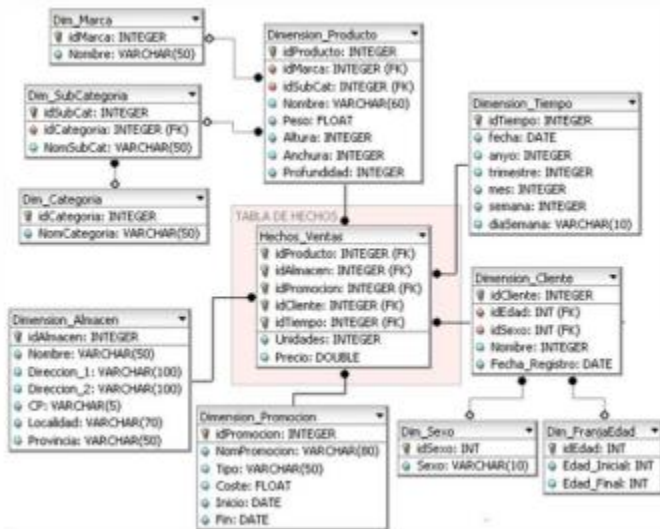 Dim_Marca
idMarca: INTEGER
Nombre: VARCHAR(50)
Dimension_Producto
idProducto: INTEGER
idMarca: INTEGER (FK)
idSubCat: INTEGER (FK)
Nombre: VARCHAR(60)
Peso: FLOAT
Altura: INTEGER
Anchura: INTEGER
Profundidad: INTEGER
Dim_SubCategoria
idSubCat: INTEGER
idCategoria: INTEGER (FK)
NomSubCat: VARCHAR(50)
Dimension_Tiempo
idTiempo: INTEGER
fecha: DATE
anyo: INTEGER
trimestre: INTEGER
mes: INTEGER
semana: INTEGER
diaSemana: VARCHAR(10)
Dim_Categoria
idCategoria: INTEGER
NomCategoria: VARCHAR(50)
TABLA DE HECHOS
Hechos_Ventas
idProducto: INTEGER (FK)
idAlmacen: INTEGER (FK)
idPromocion: INTEGER (FK)
idCliente: INTEGER (FK)
idTiempo: INTEGER (FK)
Unidades: INTEGER
Precio: DOUBLE
Dimension_Cliente
idCliente: INTEGER
idEdad: INT (FK)
idSexo: INT (FK)
Nombre: INTEGER
Fecha_Registro: DATE
Dimension_Almacen
idAlmacen: INTEGER
Nombre: VARCHAR(50)
Direccion_1: VARCHAR(100)
Direccion_2: VARCHAR(100)
CP: VARCHAR(5)
Localidad: VARCHAR(70)
Provincia: VARCHAR(50)
Dimension_Promocion
idPromocion: INTEGER
NomPromocion: VARCHAR(80)
Tipo: VARCHAR(50)
Coste: FLOAT
Inicio: DATE
Fin: DATE
Dim_Sexo
idSexo: INT
Sexo: VARCHAR(10)
Dim_FranjaEdad
idEdad: INT
Edad_Inicial: INT
Edad_Final: INT